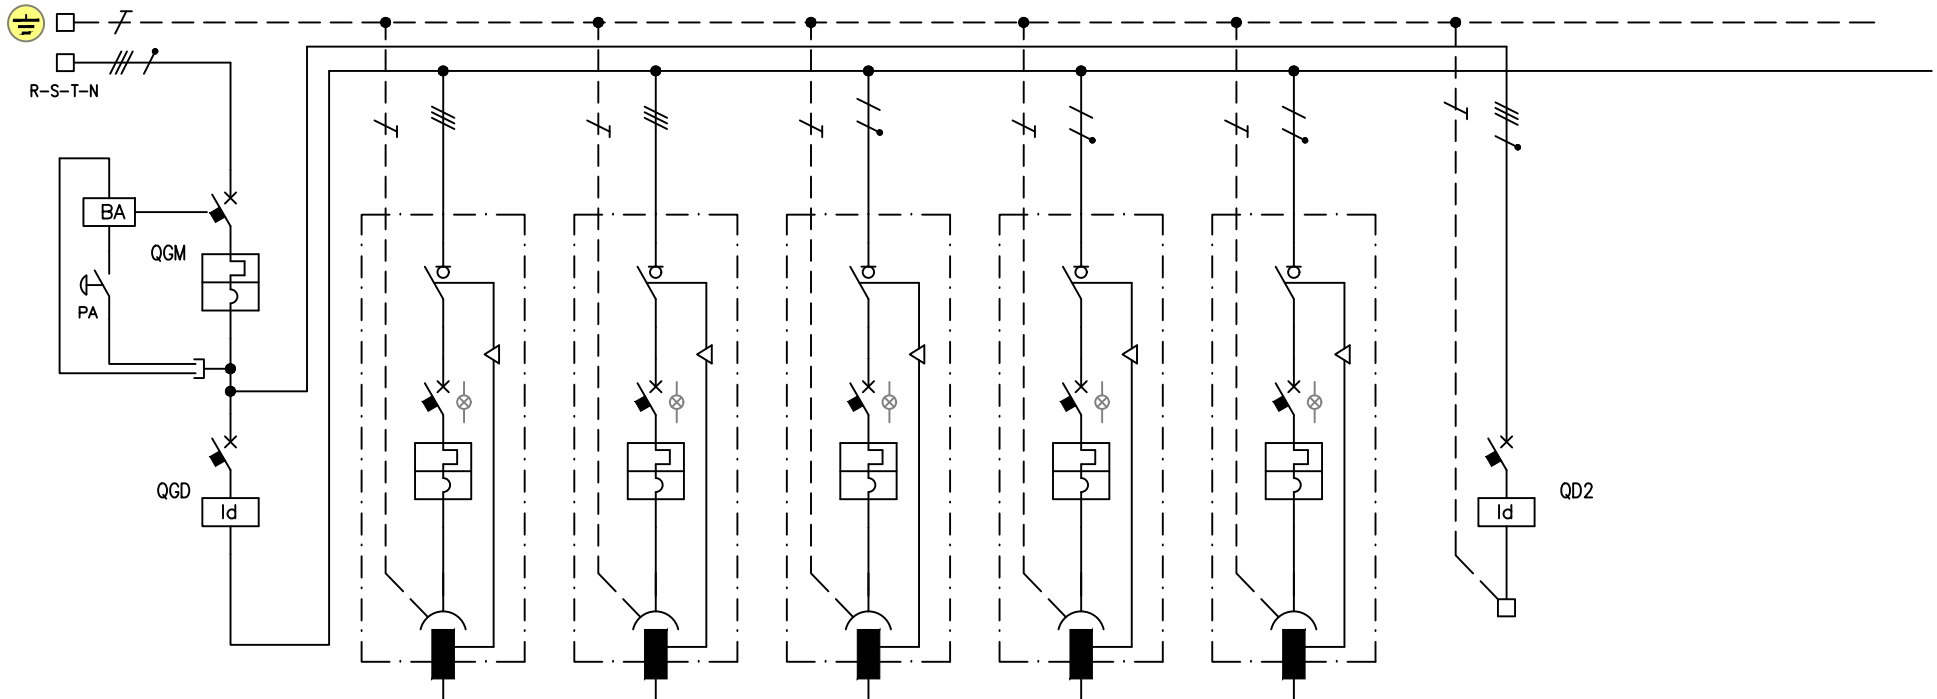 R-S-T-N
BA
QGM
PA
QGD
Id
Id
QD2